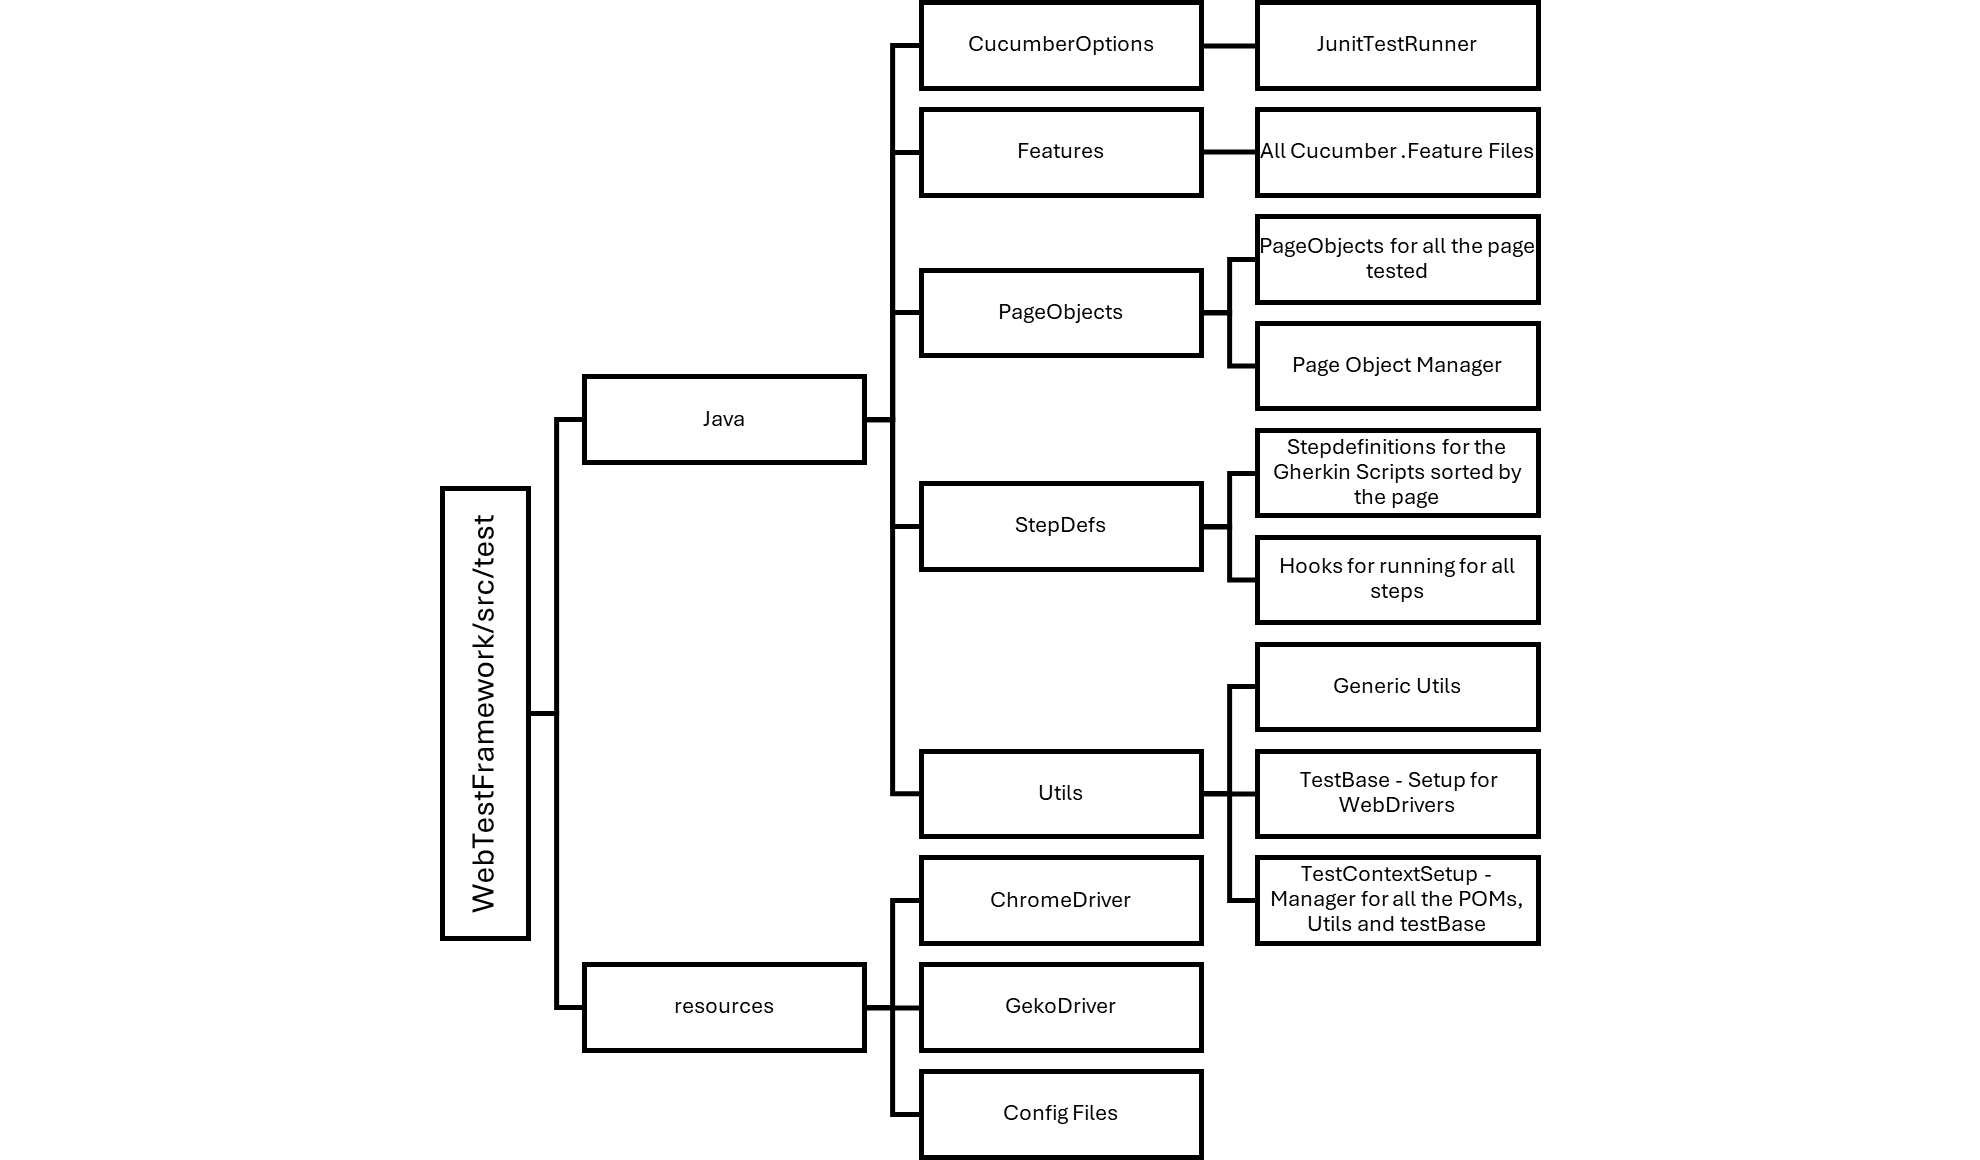 WebTestFramework/src/test
Java
CucumberOptions
JunitTestRunner
Features
All Cucumber .Feature Files
PageObjects
PageObjects for all the page
tested
Page Object Manager
StepDefs
Stepdefinitions for the
Gherkin Scripts sorted by
the page
Hooks for running for all
steps
Utils
Generic Utils
TestBase - Setup for
WebDrivers
TestContextSetup -
Manager for all the POMs,
Utils and testBase
resources
ChromeDriver
GekoDriver
Config Files